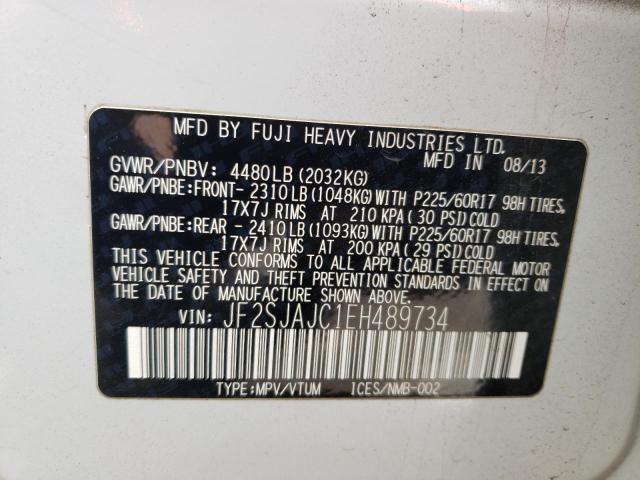 MFD BY FUJI HEAVY INDUSTRIES LTD.
MFD IN 08/13
GVWR/PNBV: 4480LB (2032KG)
GAWR/PNBE:FRONT- 2310LB (1048KG) WITH P225/60R17 98H TIRES,
17X7J RIMS AT 210 KPA ( 30 PSI) COLD
GAWR/PNBE:REAR - 2410LB (1093KG) WITH P225/60R17 98H TIRES,
17X7J RIMS AT 200 KPA ( 29 PSI) COLD
THIS VEHICLE CONFORMS TO ALL APPLICABLE FEDERAL MOTOR
VEHICLE SAFETY AND THEFT PREVENTION STANDARDS IN EFFECT ON
THE DATE OF MANUFACTURE SHOWN ABOVE.
VIN: JF2SJAJC1EH489734
TYPE:MPV/VTUM ICES/NMB-002